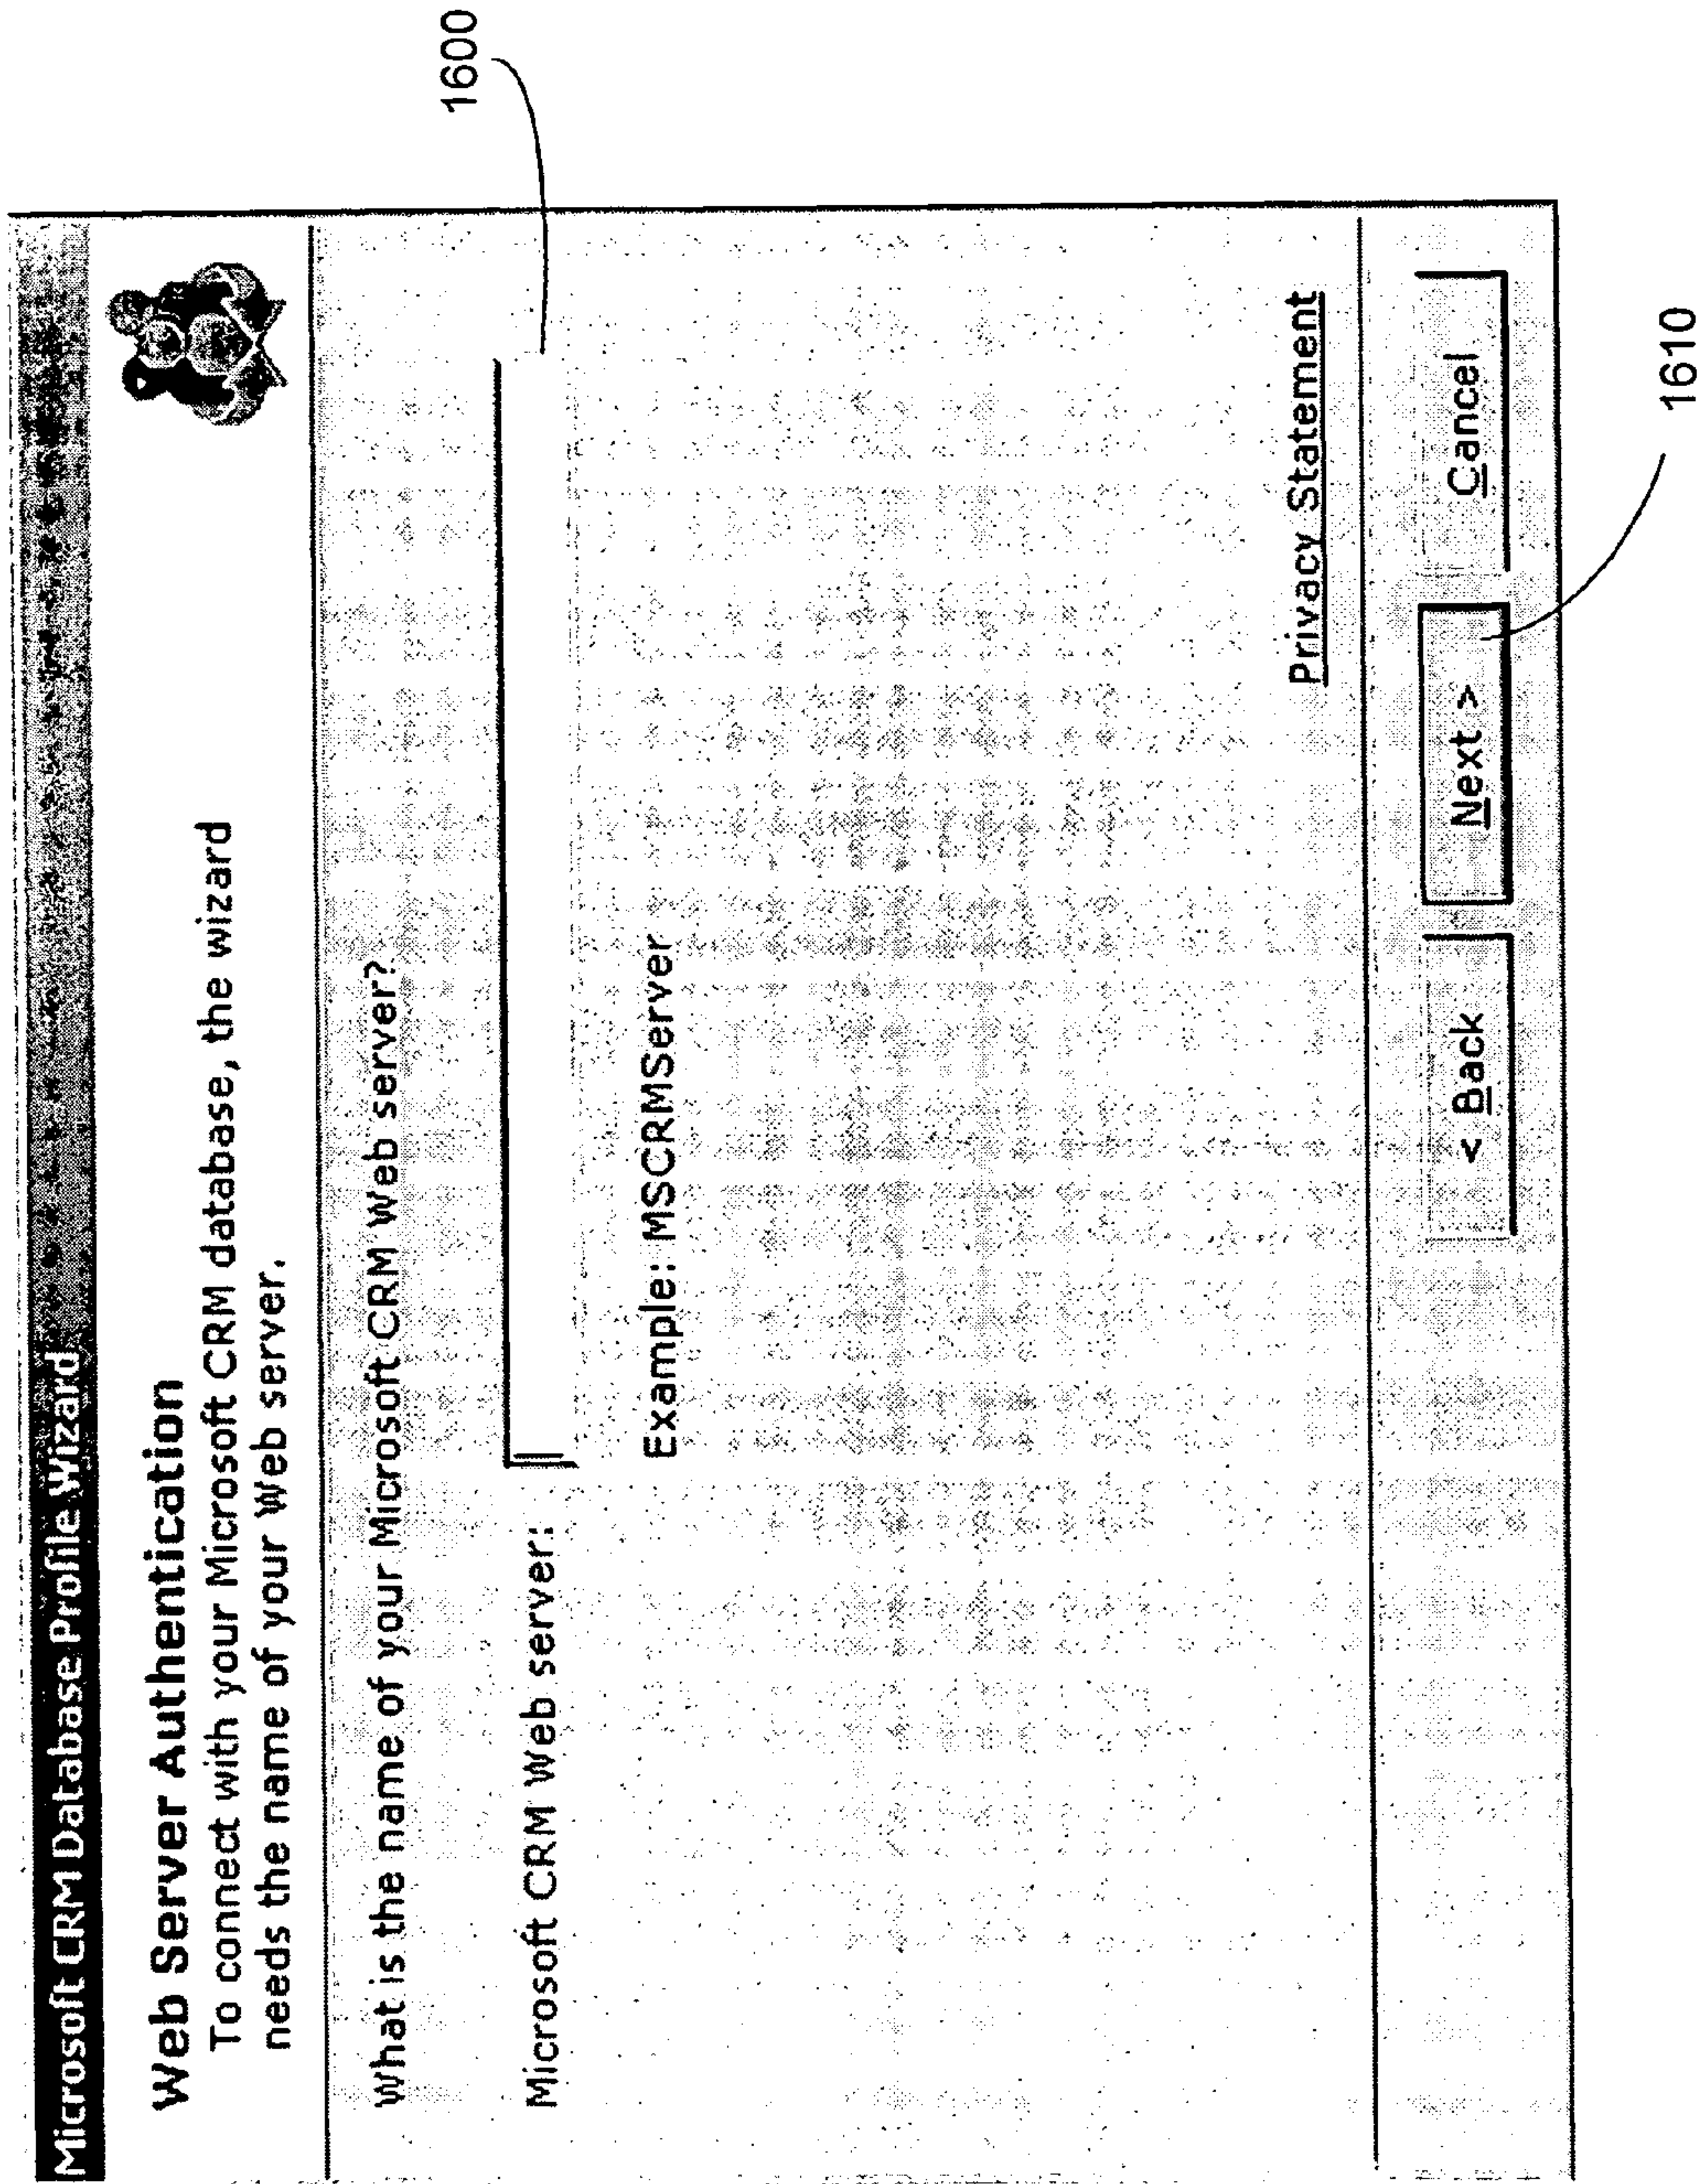 Microsoft CRM Database Profile Wizard
Web Server Authentication
To connect with your Microsoft CRM database, the wizard
needs the name of your Web server.
What is the name of your Microsoft CRM Web server?
1600
Microsoft CRM Web server:
Example: MSCRMServer
Privacy Statement
< Back
Next >
Cancel
1610